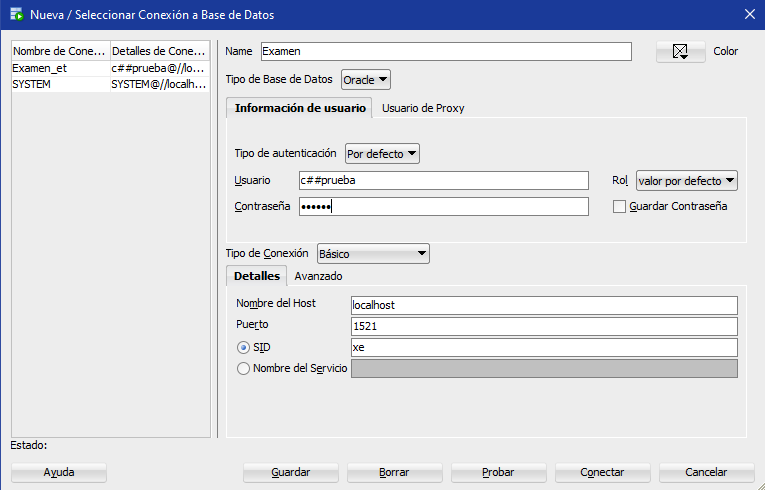 Nueva / Seleccionar Conexión a Base de Datos
Nombre de Cone... Detalles de Cone...
Examen_et c##prueba@//lo...
SYSTEM SYSTEM@//localh...
Name Examen Color
Tipo de Base de Datos Oracle
Información de usuario Usuario de Proxy
Tipo de autenticación Por defecto
Usuario c##prueba Rol valor por defecto
Contraseña •••••• Guardar Contraseña
Tipo de Conexión Básico
Detalles Avanzado
Nombre del Host localhost
Puerto 1521
SID xe
Nombre del Servicio
Estado:
Ayuda Guardar Borrar Probar Conectar Cancelar